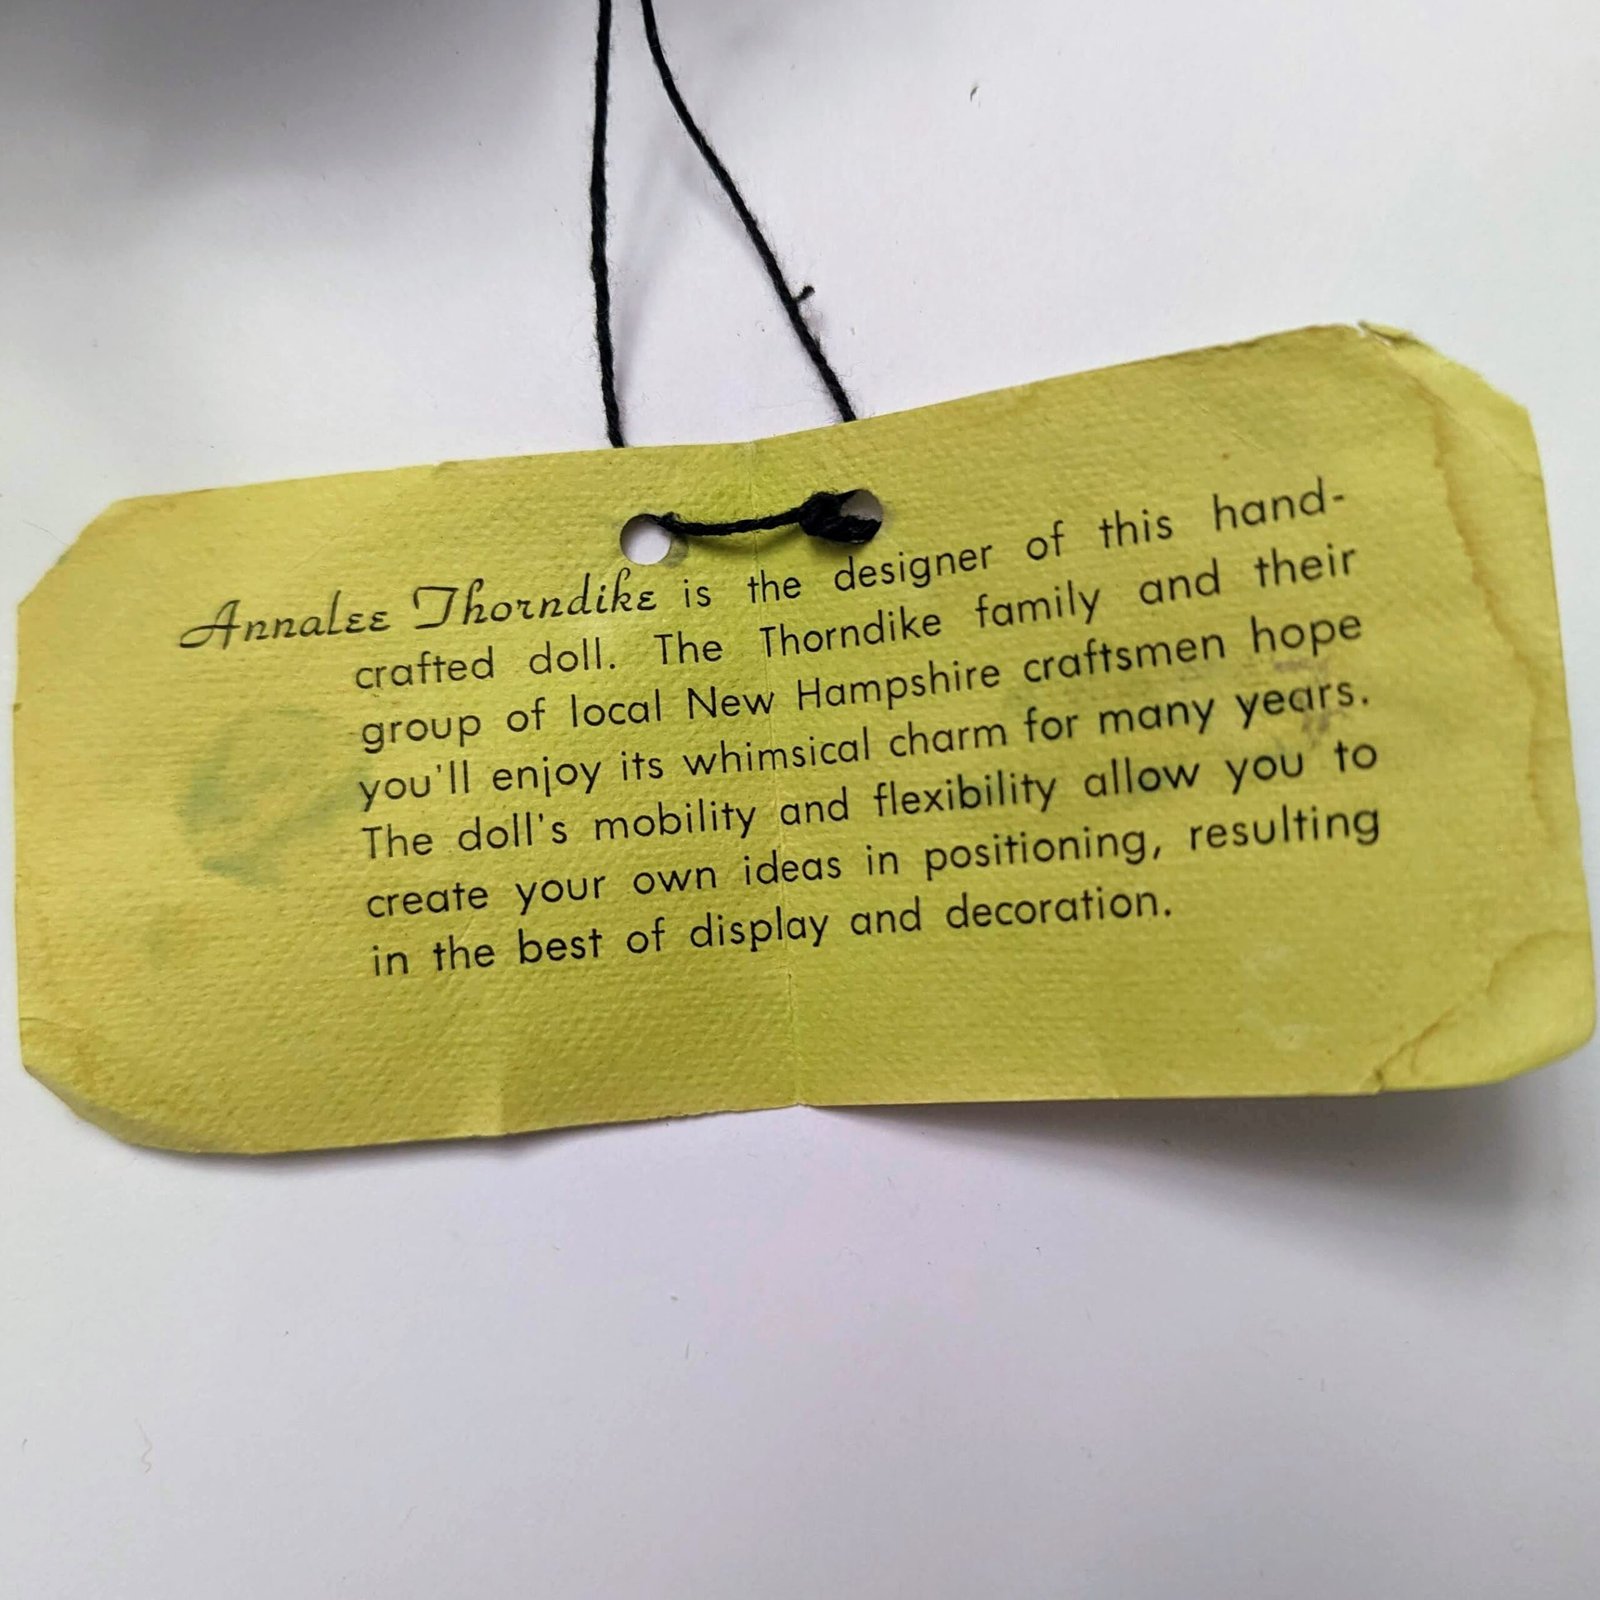 Annalee Thorndike is the designer of this hand-
crafted doll. The Thorndike family and their
group of local New Hampshire craftsmen hope
you'll enjoy its whimsical charm for many years.
The doll's mobility and flexibility allow you to
create your own ideas in positioning, resulting
in the best of display and decoration.